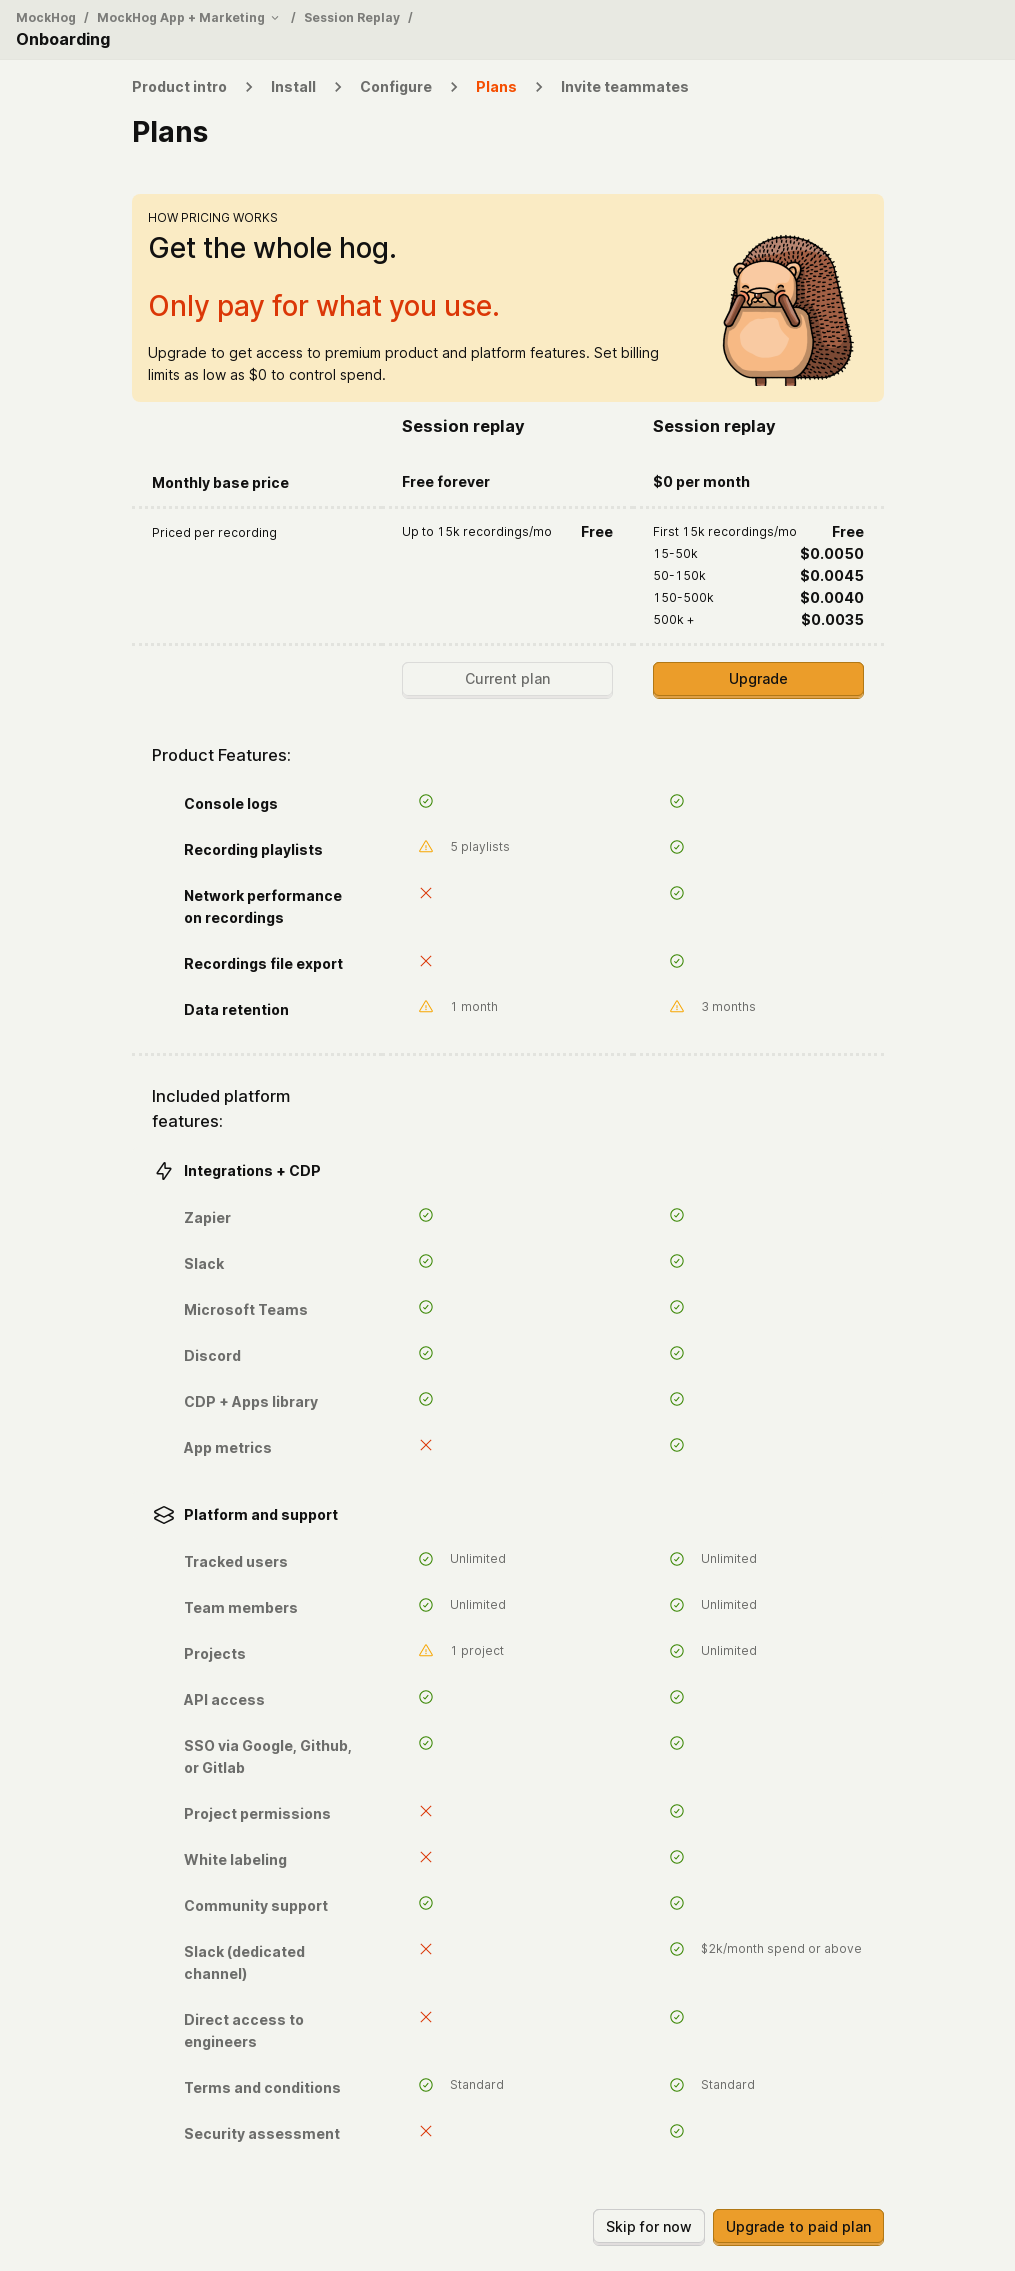 MockHog / MockHog App + Marketing / Session Replay /
Onboarding
Product intro > Install > Configure > Plans > Invite teammates
Plans
HOW PRICING WORKS
Get the whole hog.
Only pay for what you use.
Upgrade to get access to premium product and platform features. Set billing
limits as low as $0 to control spend.
Session replay Session replay
Monthly base price Free forever $0 per month
Priced per recording Up to 15k recordings/mo Free First 15k recordings/mo Free
15-50k $0.0050
50-150k $0.0045
150-500k $0.0040
500k + $0.0035
Current plan Upgrade
Product Features:
Console logs
Recording playlists 5 playlists
Network performance
on recordings
Recordings file export
Data retention 1 month 3 months
Included platform
features:
Integrations + CDP
Zapier
Slack
Microsoft Teams
Discord
CDP + Apps library
App metrics
Platform and support
Tracked users Unlimited Unlimited
Team members Unlimited Unlimited
Projects 1 project Unlimited
API access
SSO via Google, Github,
or Gitlab
Project permissions
White labeling
Community support
Slack (dedicated $2k/month spend or above
channel)
Direct access to
engineers
Terms and conditions Standard Standard
Security assessment
Skip for now Upgrade to paid plan